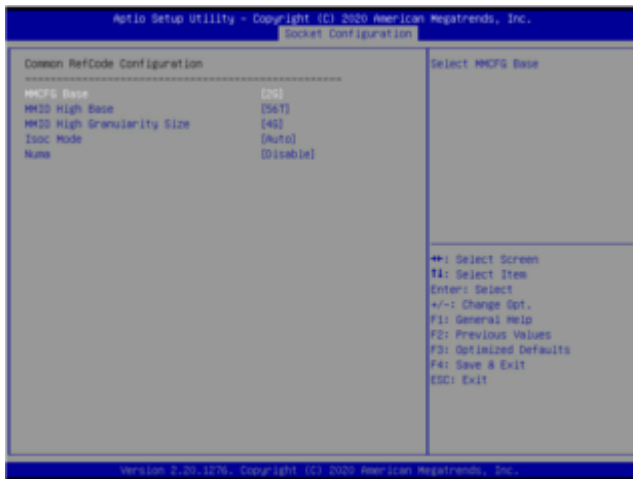 Aptio Setup Utility - Copyright (C) 2020 American Megatrends, Inc.
Socket Configuration
Common RefCode Configuration
------------------------------------------------
MMCFG Base [2G]
MMIO High Base [56T]
MMIO High Granularity Size [4G]
Isoc Mode [Auto]
Numa [Disable]
Select MMCFG Base
→←: Select Screen
↑↓: Select Item
Enter: Select
+/-: Change Opt.
F1: General Help
F2: Previous Values
F3: Optimized Defaults
F4: Save & Exit
ESC: Exit
Version 2.20.1276. Copyright (C) 2020 American Megatrends, Inc.